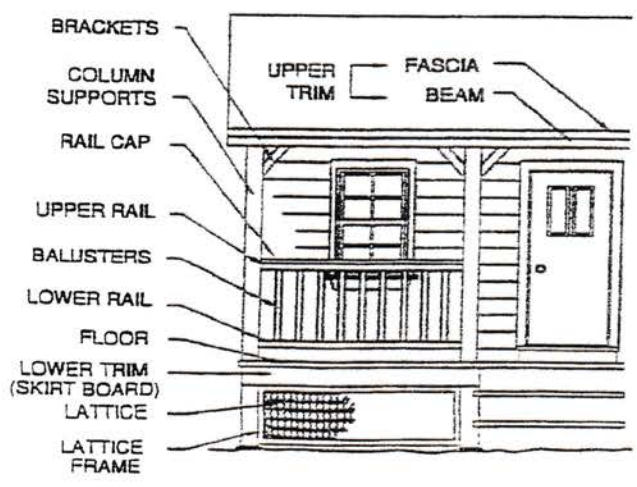 BRACKETS
COLUMN
SUPPORTS
UPPER
TRIM
FASCIA
BEAM
RAIL CAP
UPPER RAIL
BALUSTERS
LOWER RAIL
FLOOR
LOWER TRIM
(SKIRT BOARD)
LATTICE
LATTICE
FRAME